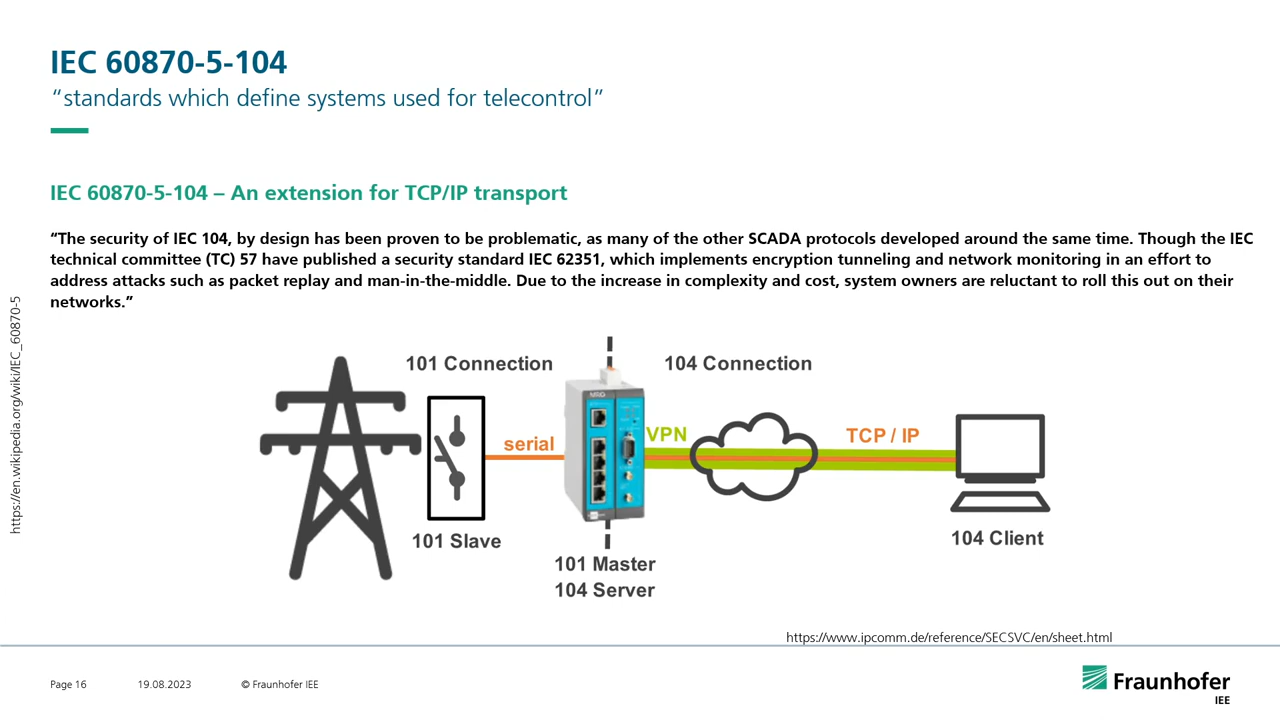 IEC 60870-5-104
“standards which define systems used for telecontrol”
IEC 60870-5-104 – An extension for TCP/IP transport
“The security of IEC 104, by design has been proven to be problematic, as many of the other SCADA protocols developed around the same time. Though the IEC
technical committee (TC) 57 have published a security standard IEC 62351, which implements encryption tunneling and network monitoring in an effort to
address attacks such as packet replay and man-in-the-middle. Due to the increase in complexity and cost, system owners are reluctant to roll this out on their
networks.”
https://en.wikipedia.org/wiki/IEC_60870-5
101 Connection
104 Connection
MRG
serial
VPN
TCP / IP
101 Slave
101 Master
104 Server
104 Client
https://www.ipcomm.de/reference/SECSVC/en/sheet.html
Page 16
19.08.2023
© Fraunhofer IEE
Fraunhofer
IEE